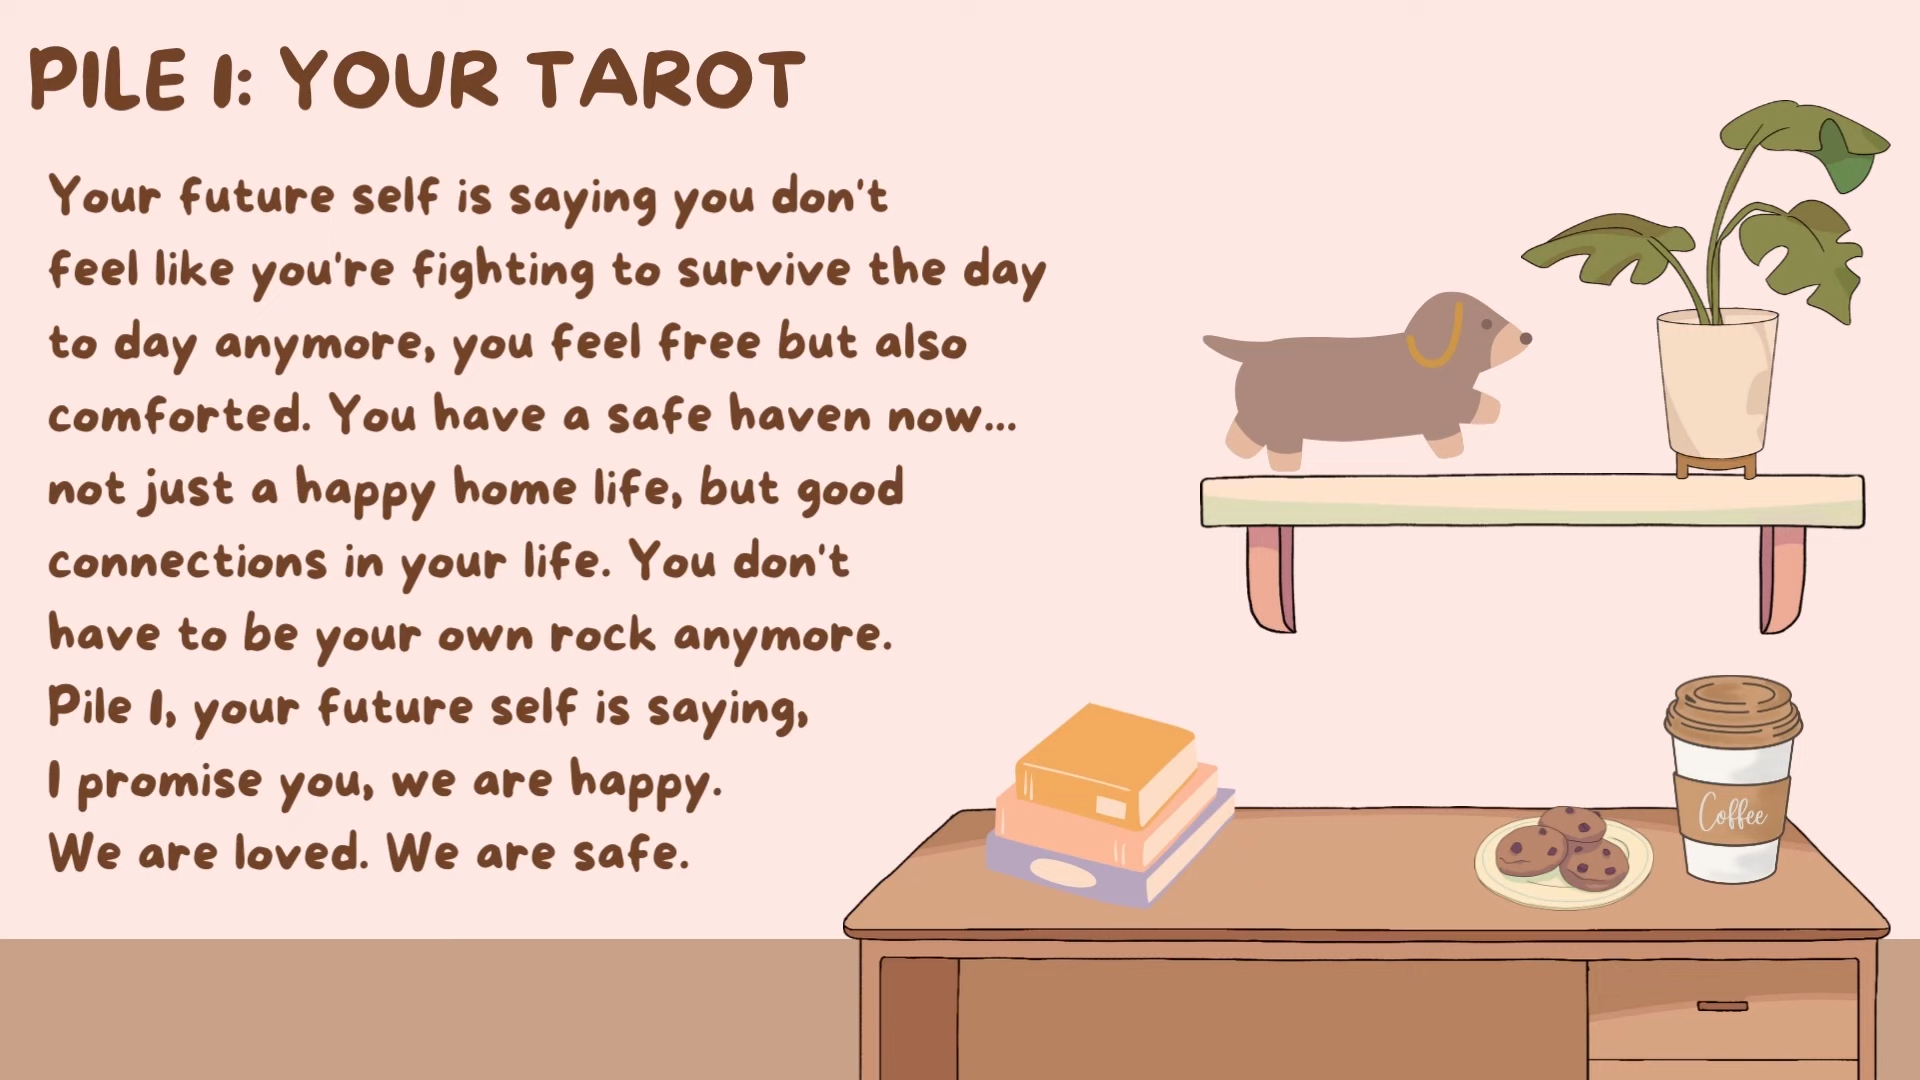 PILE 1: YOUR TAROT
Your future self is saying you don't
feel like you're fighting to survive the day
to day anymore, you feel free but also
comforted. You have a safe haven now...
not just a happy home life, but good
connections in your life. You don't
have to be your own rock anymore.
Pile 1, your future self is saying,
I promise you, we are happy.
We are loved. We are safe.
Coffee